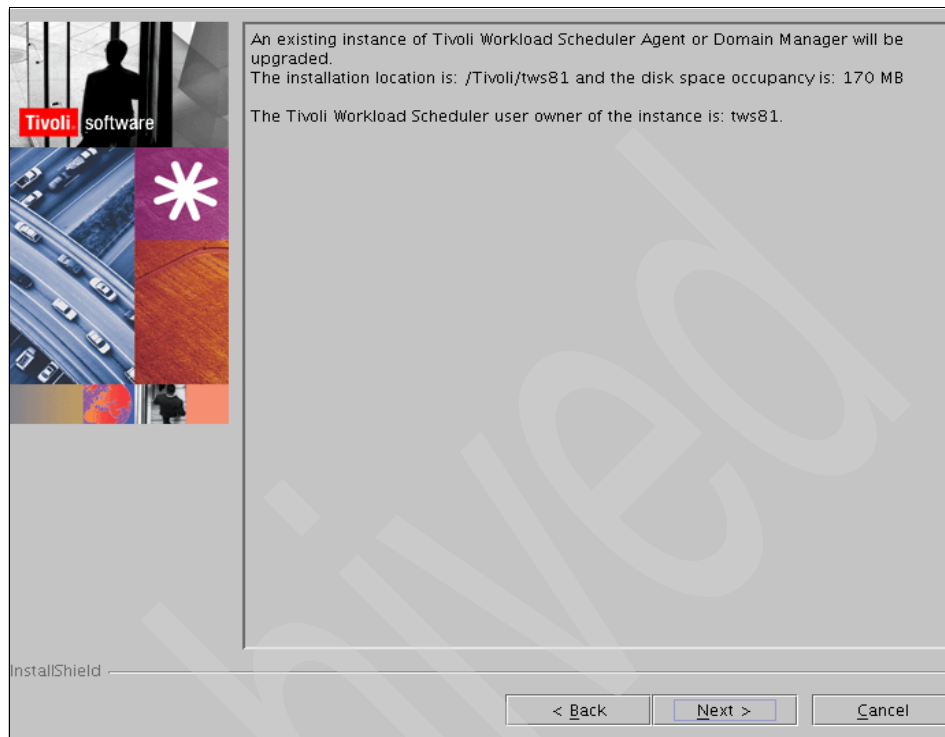 An existing instance of Tivoli Workload Scheduler Agent or Domain Manager will be
upgraded.
The installation location is: /Tivoli/tws81 and the disk space occupancy is: 170 MB
The Tivoli Workload Scheduler user owner of the instance is: tws81.
Tivoli. software
hived
InstallShield
< Back
Next >
Cancel